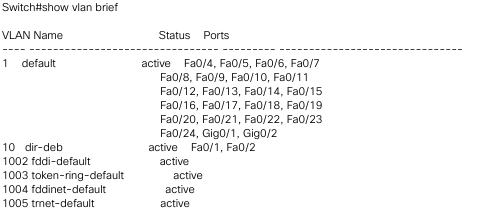 Switch#show vlan brief
VLAN Name Status Ports
---- -------------------------------- --------- -------------------------------
1 default active Fa0/4, Fa0/5, Fa0/6, Fa0/7
Fa0/8, Fa0/9, Fa0/10, Fa0/11
Fa0/12, Fa0/13, Fa0/14, Fa0/15
Fa0/16, Fa0/17, Fa0/18, Fa0/19
Fa0/20, Fa0/21, Fa0/22, Fa0/23
Fa0/24, Gig0/1, Gig0/2
10 dir-deb active Fa0/1, Fa0/2
1002 fddi-default active
1003 token-ring-default active
1004 fddinet-default active
1005 trnet-default active